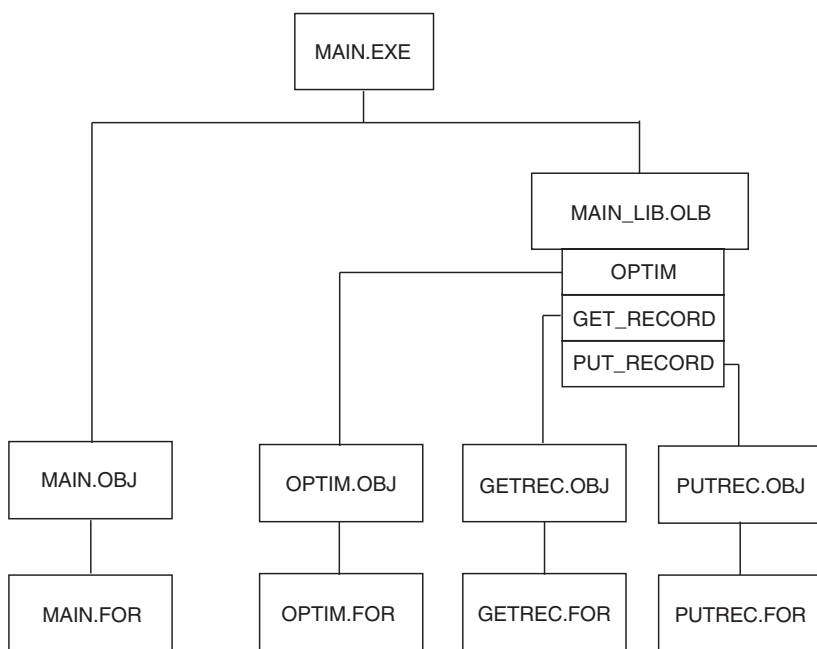 MAIN.EXE
MAIN_LIB.OLB
OPTIM
GET_RECORD
PUT_RECORD
MAIN.OBJ
OPTIM.OBJ
GETREC.OBJ
PUTREC.OBJ
MAIN.FOR
OPTIM.FOR
GETREC.FOR
PUTREC.FOR